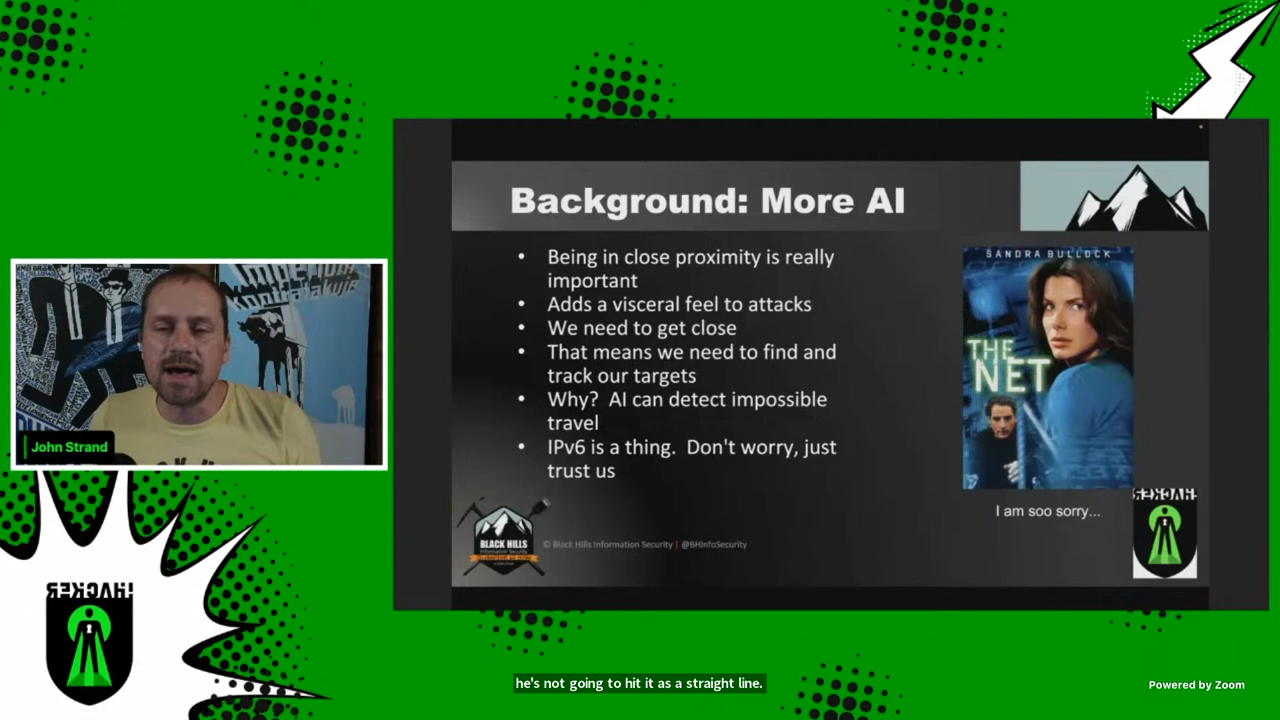 Background: More AI
• Being in close proximity is really
important
• Adds a visceral feel to attacks
• We need to get close
• That means we need to find and
track our targets
• Why? AI can detect impossible
travel
• IPv6 is a thing. Don't worry, just
trust us
SANDRA BULLOCK
THE
NET
I am soo sorry...
BLACK HILLS
Information Security
© Black Hills Information Security | @BHInfoSecurity
John Strand
he's not going to hit it as a straight line.
Powered by Zoom